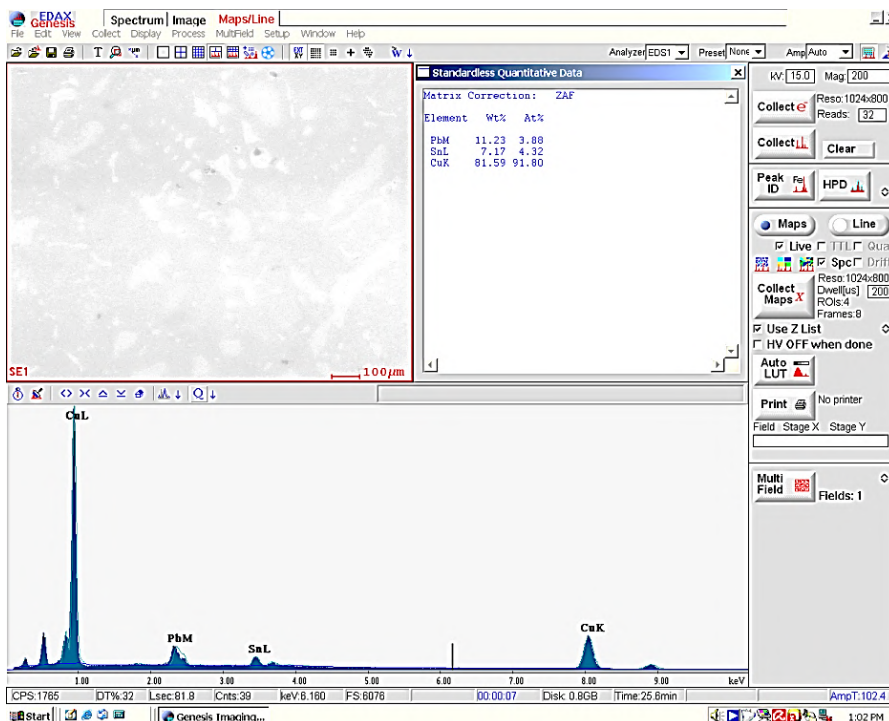 EDAX
Genesis
Spectrum Image Maps/Line
File Edit View Collect Display Process MultiField Setup Window Help
Analyzer EDS1 Preset None Amp Auto
kV: 15.0 Mag: 200
Collect e⁻
Reso:1024x800
Reads: 32
Collect
Clear
Peak ID
HPD
Maps
Line
Live TTL Qua
Spc Drift
Collect Maps X
Reso:1024x800
Dwell[us] 200
ROIs:4
Frames:8
Use Z List
HV OFF when done
Auto LUT
Print
No printer
Field Stage X Stage Y
Multi Field
Fields: 1
Standardless Quantitative Data
Matrix Correction: ZAF
Element Wt% At%
PbM 11.23 3.88
SnL 7.17 4.32
CuK 81.59 91.80
SE1
100μm
CuL
PbM
SnL
CuK
1.00 2.00 3.00 4.00 5.00 6.00 7.00 8.00 9.00 keV
CPS:1765 DT%:32 Lsec:81.8 Cnts:39 keV:6.160 FS:6076 00:00:07 Disk 0.8GB Time:25.6min AmpT:102.4
Start
Genesis Imaging...
1:02 PM